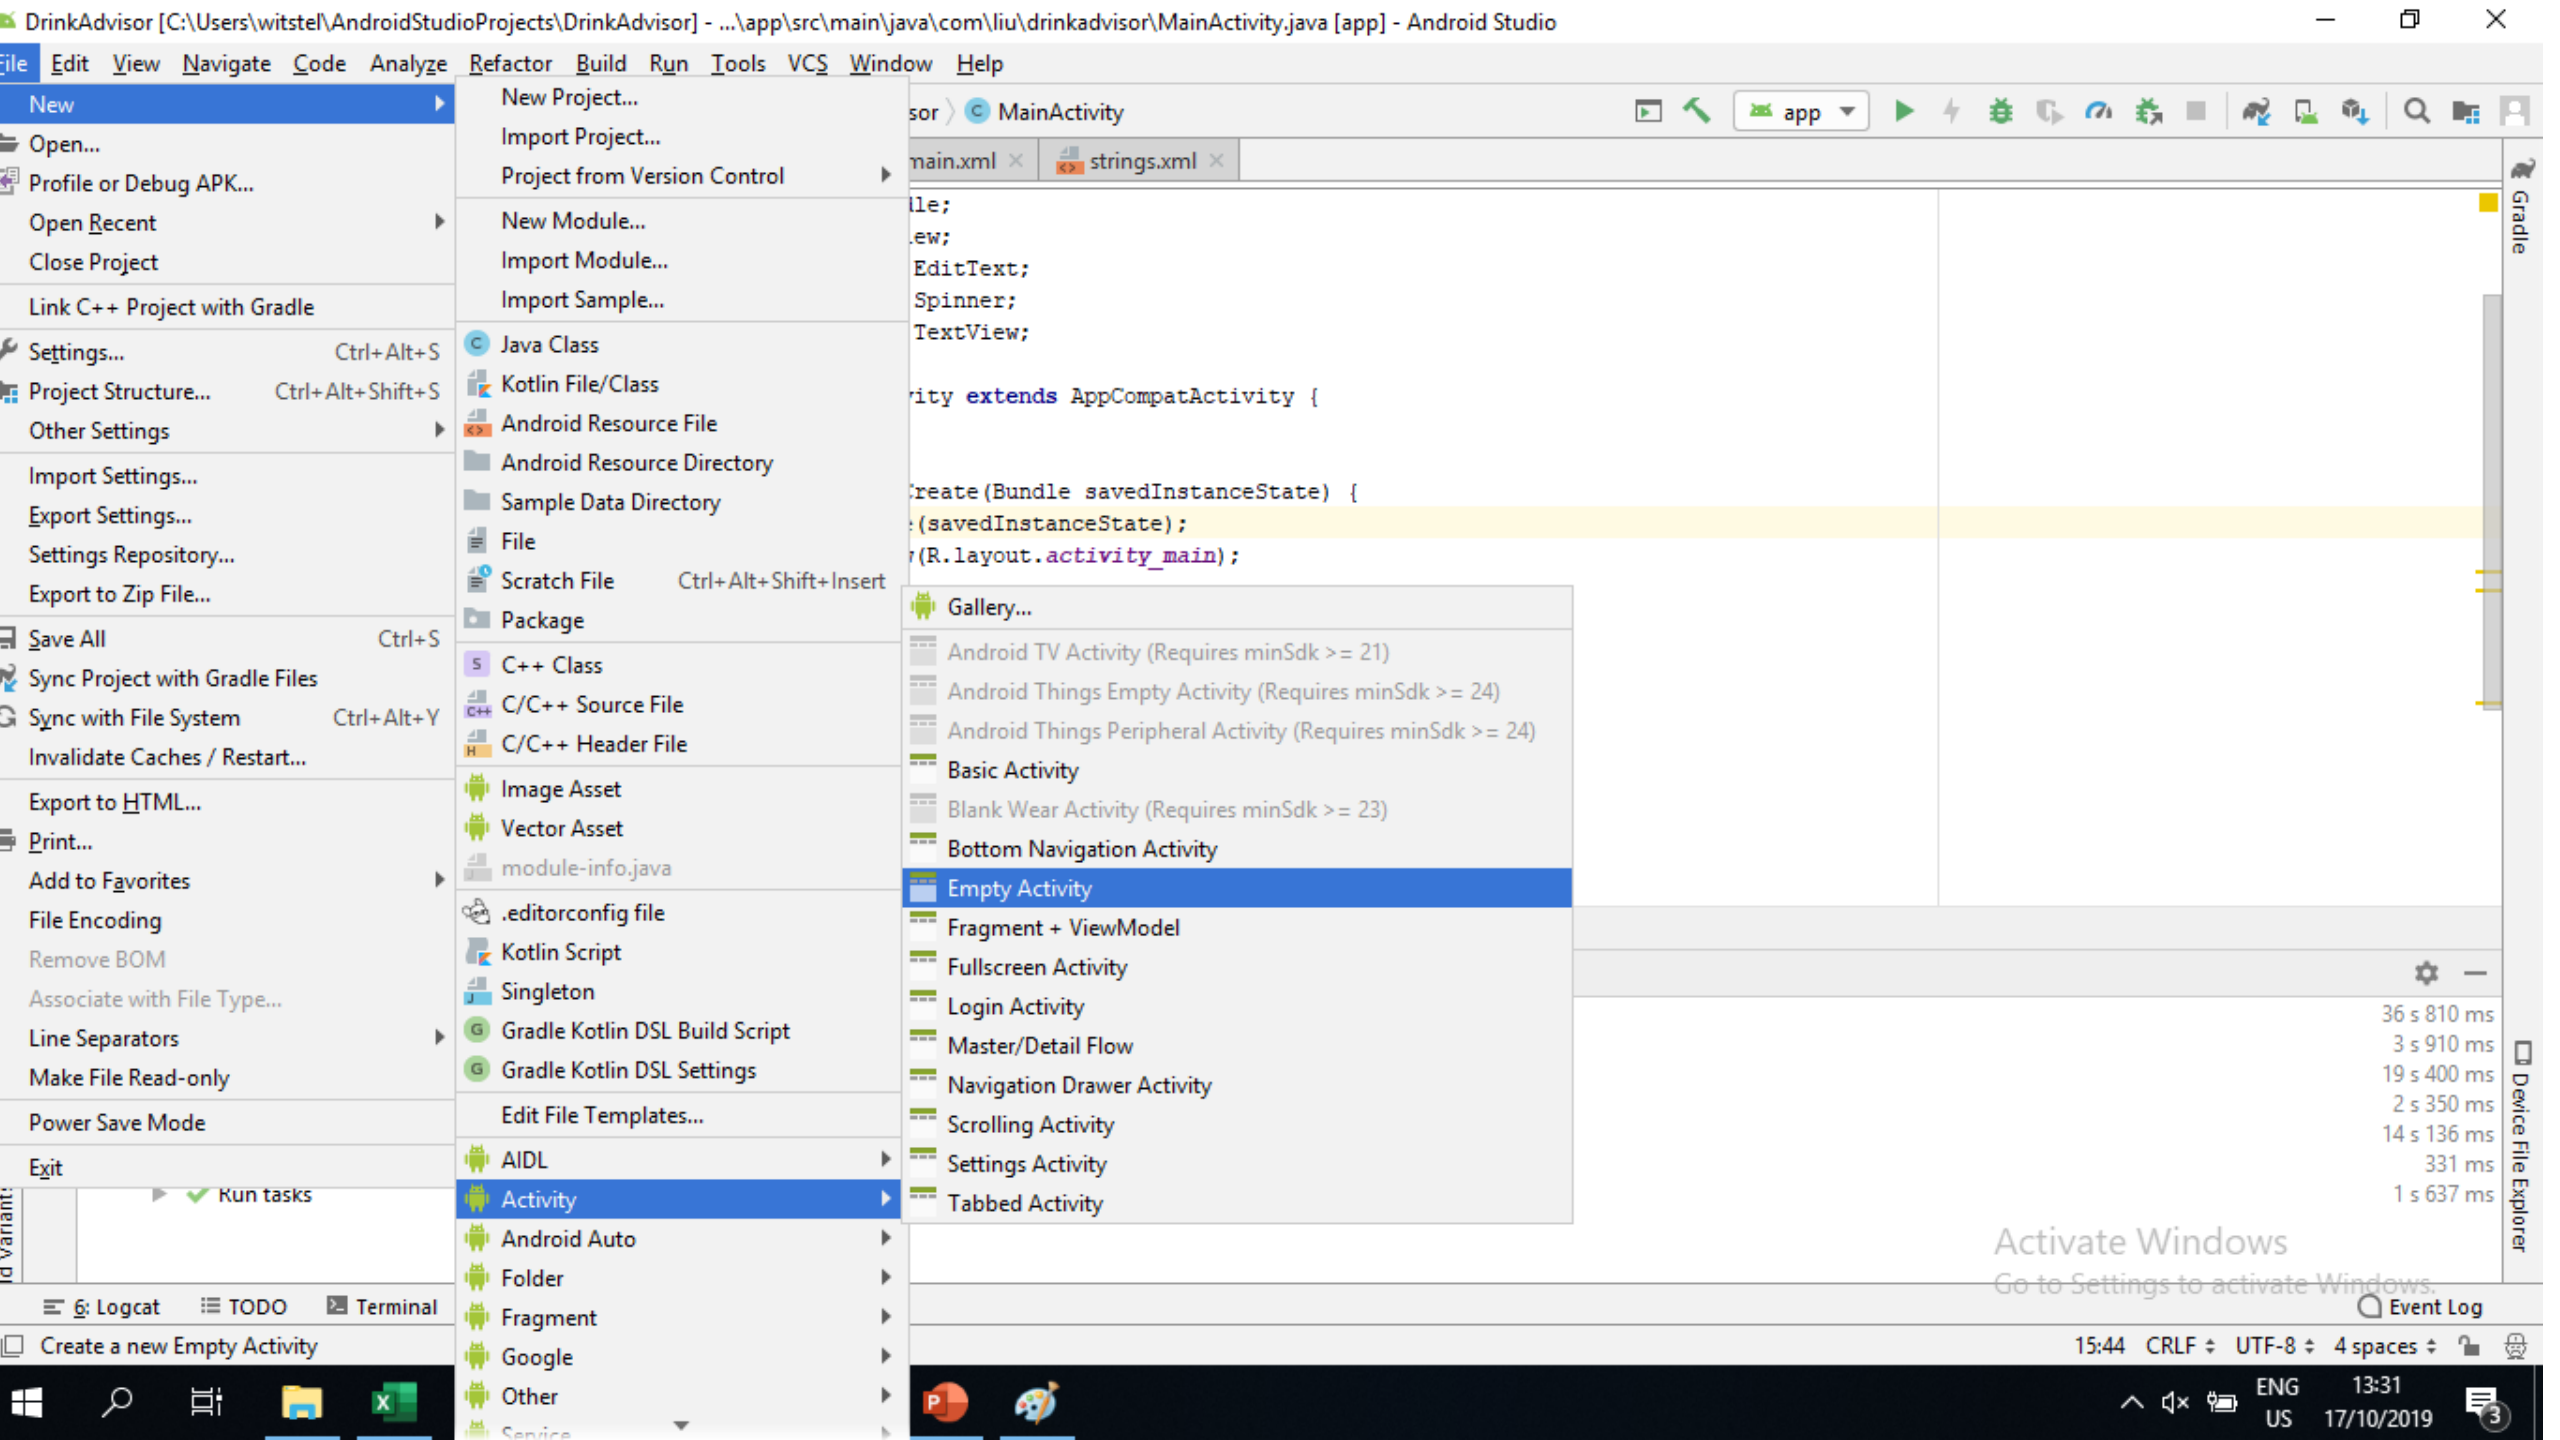 DrinkAdvisor [C:\Users\witstel\AndroidStudioProjects\DrinkAdvisor] - ...\app\src\main\java\com\liu\drinkadvisor\MainActivity.java [app] - Android Studio
File Edit View Navigate Code Analyze Refactor Build Run Tools VCS Window Help
New
Open...
Profile or Debug APK...
Open Recent
Close Project
Link C++ Project with Gradle
Settings... Ctrl+Alt+S
Project Structure... Ctrl+Alt+Shift+S
Other Settings
Import Settings...
Export Settings...
Settings Repository...
Export to Zip File...
Save All Ctrl+S
Sync Project with Gradle Files
Sync with File System Ctrl+Alt+Y
Invalidate Caches / Restart...
Export to HTML...
Print...
Add to Favorites
File Encoding
Remove BOM
Associate with File Type...
Line Separators
Make File Read-only
Power Save Mode
Exit
Run tasks
New Project...
Import Project...
Project from Version Control
New Module...
Import Module...
Import Sample...
Java Class
Kotlin File/Class
Android Resource File
Android Resource Directory
Sample Data Directory
File
Scratch File Ctrl+Alt+Shift+Insert
Package
C++ Class
C/C++ Source File
C/C++ Header File
Image Asset
Vector Asset
module-info.java
.editorconfig file
Kotlin Script
Singleton
Gradle Kotlin DSL Build Script
Gradle Kotlin DSL Settings
Edit File Templates...
AIDL
Activity
Android Auto
Folder
Fragment
Google
Other
Service
sor MainActivity
app
main.xml strings.xml
lle;
.ew;
EditText;
Spinner;
TextView;
ity extends AppCompatActivity {
Create(Bundle savedInstanceState) {
(savedInstanceState);
(R.layout.activity_main);
Gallery...
Android TV Activity (Requires minSdk >= 21)
Android Things Empty Activity (Requires minSdk >= 24)
Android Things Peripheral Activity (Requires minSdk >= 24)
Basic Activity
Blank Wear Activity (Requires minSdk >= 23)
Bottom Navigation Activity
Empty Activity
Fragment + ViewModel
Fullscreen Activity
Login Activity
Master/Detail Flow
Navigation Drawer Activity
Scrolling Activity
Settings Activity
Tabbed Activity
Gradle
36 s 810 ms
3 s 910 ms
19 s 400 ms
2 s 350 ms
14 s 136 ms
331 ms
1 s 637 ms
Device File Explorer
Activate Windows
Go to Settings to activate Windows.
ld Variants
6: Logcat TODO Terminal
Event Log
Create a new Empty Activity
15:44 CRLF UTF-8 4 spaces
ENG
US
13:31
17/10/2019
3